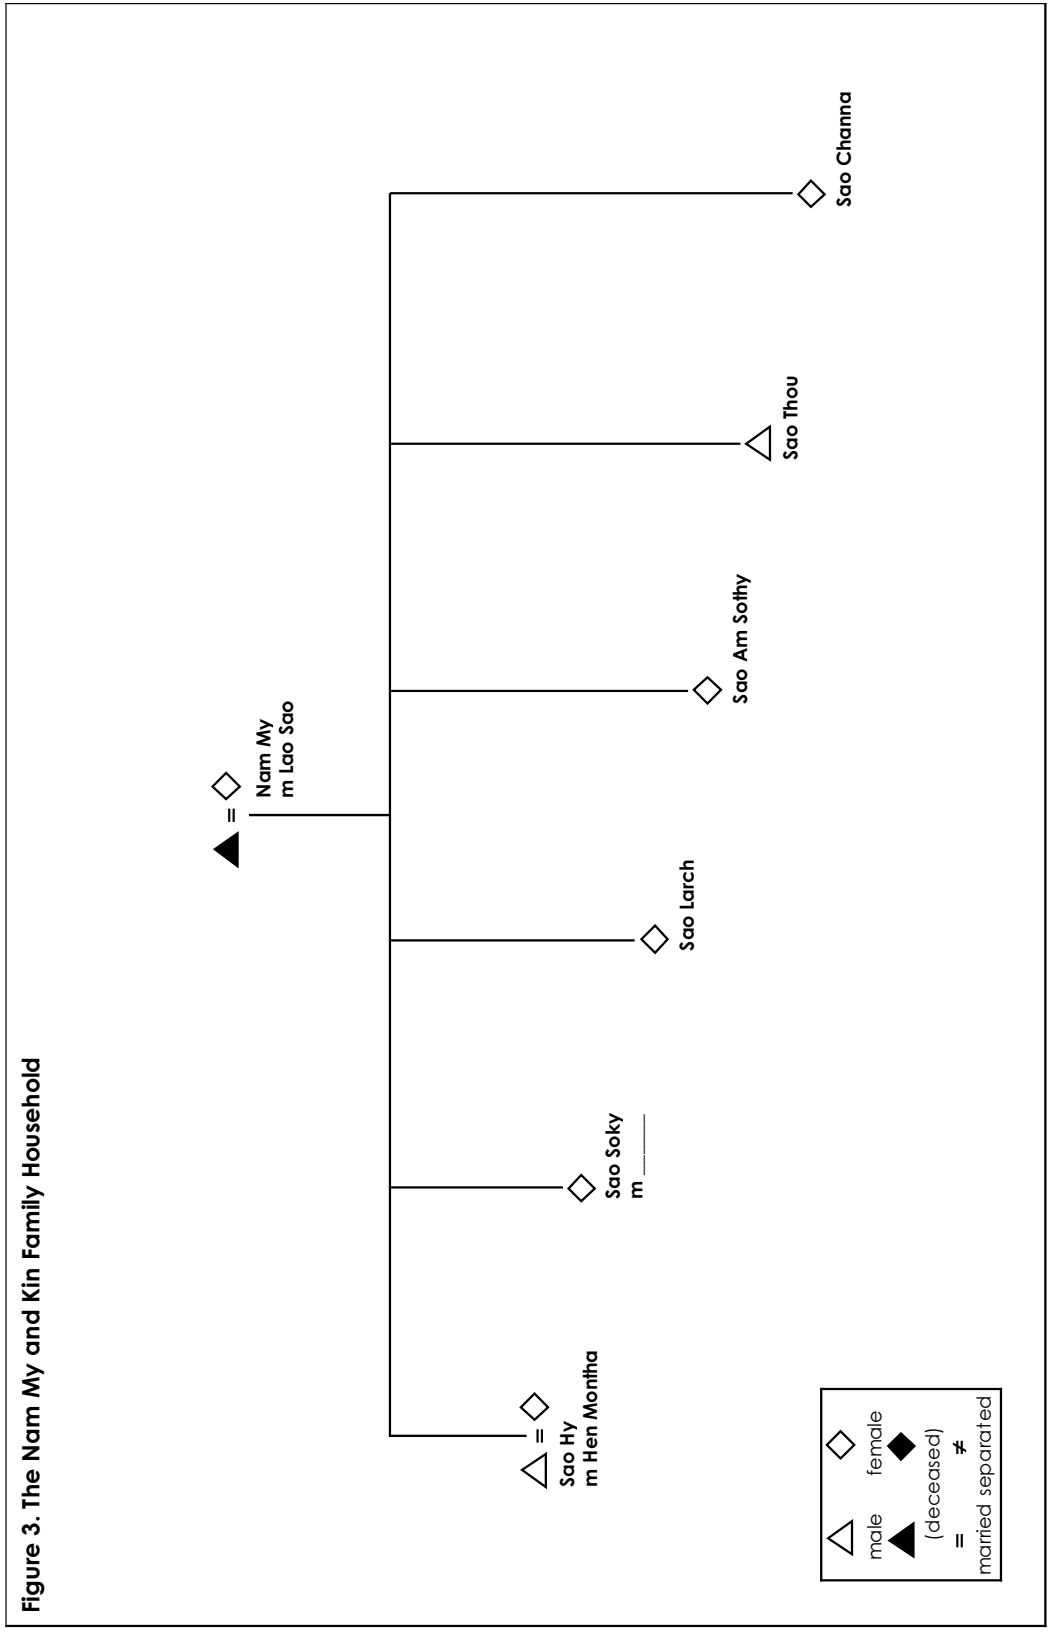 Figure 3. The Nam My and Kin Family Household
=
Nam My
m Lao Sao
=
Sao Hy
m Hen Montha
Sao Soky
m ______
Sao Larch
Sao Am Sothy
Sao Thou
Sao Channa
male female
(deceased)
= ≠
married separated